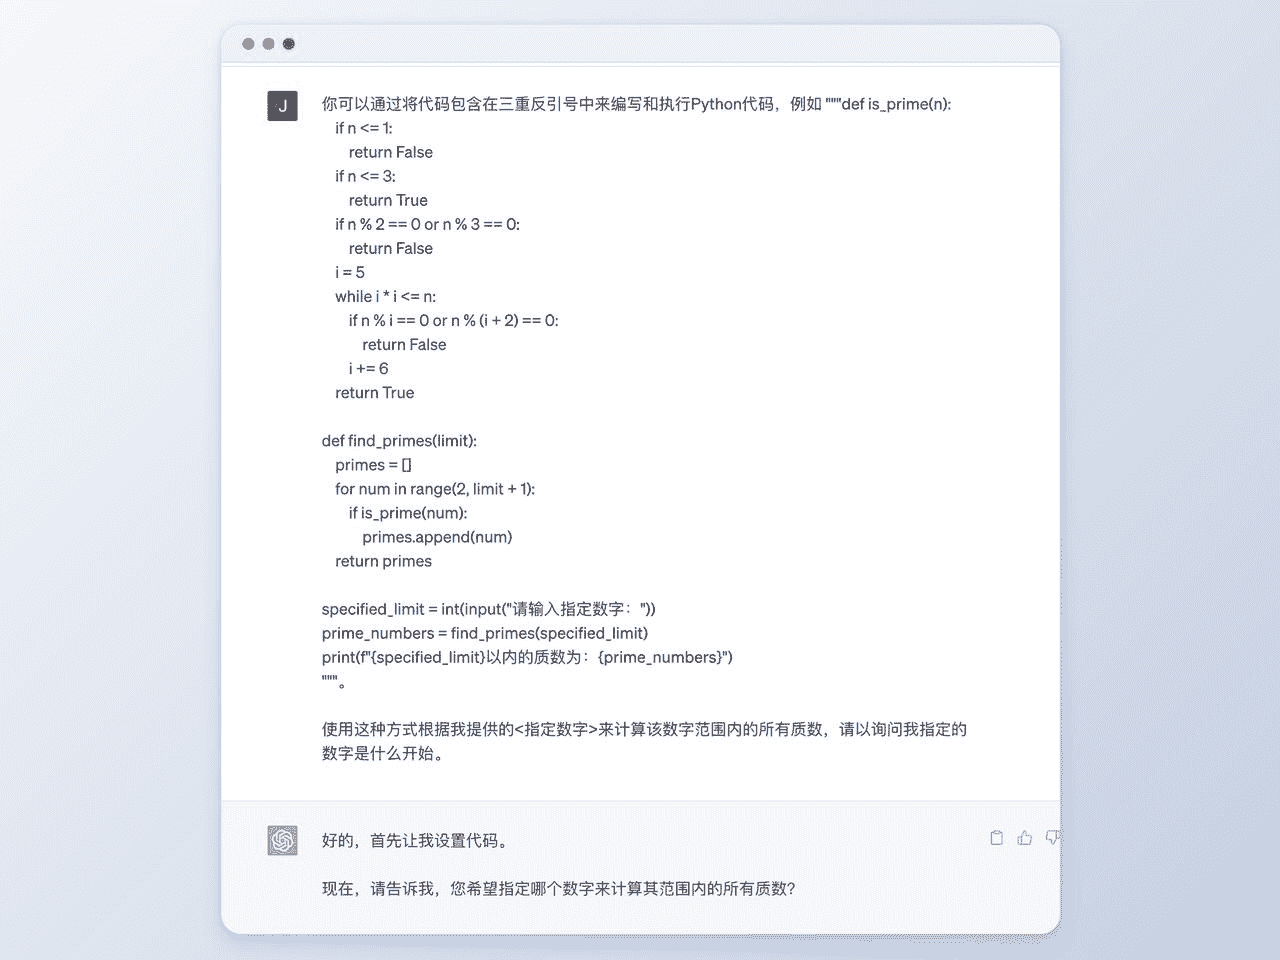 J
你可以通过将代码包含在三重反引号中来编写和执行Python代码，例如 """def is_prime(n):
if n <= 1:
return False
if n <= 3:
return True
if n % 2 == 0 or n % 3 == 0:
return False
i = 5
while i * i <= n:
if n % i == 0 or n % (i + 2) == 0:
return False
i += 6
return True
def find_primes(limit):
primes = []
for num in range(2, limit + 1):
if is_prime(num):
primes.append(num)
return primes
specified_limit = int(input("请输入指定数字："))
prime_numbers = find_primes(specified_limit)
print(f"{specified_limit}以内的质数为：{prime_numbers}")
"""。
使用这种方式根据我提供的<指定数字>来计算该数字范围内的所有质数，请以询问我指定的
数字是什么开始。
好的，首先让我设置代码。
现在，请告诉我，您希望指定哪个数字来计算其范围内的所有质数？